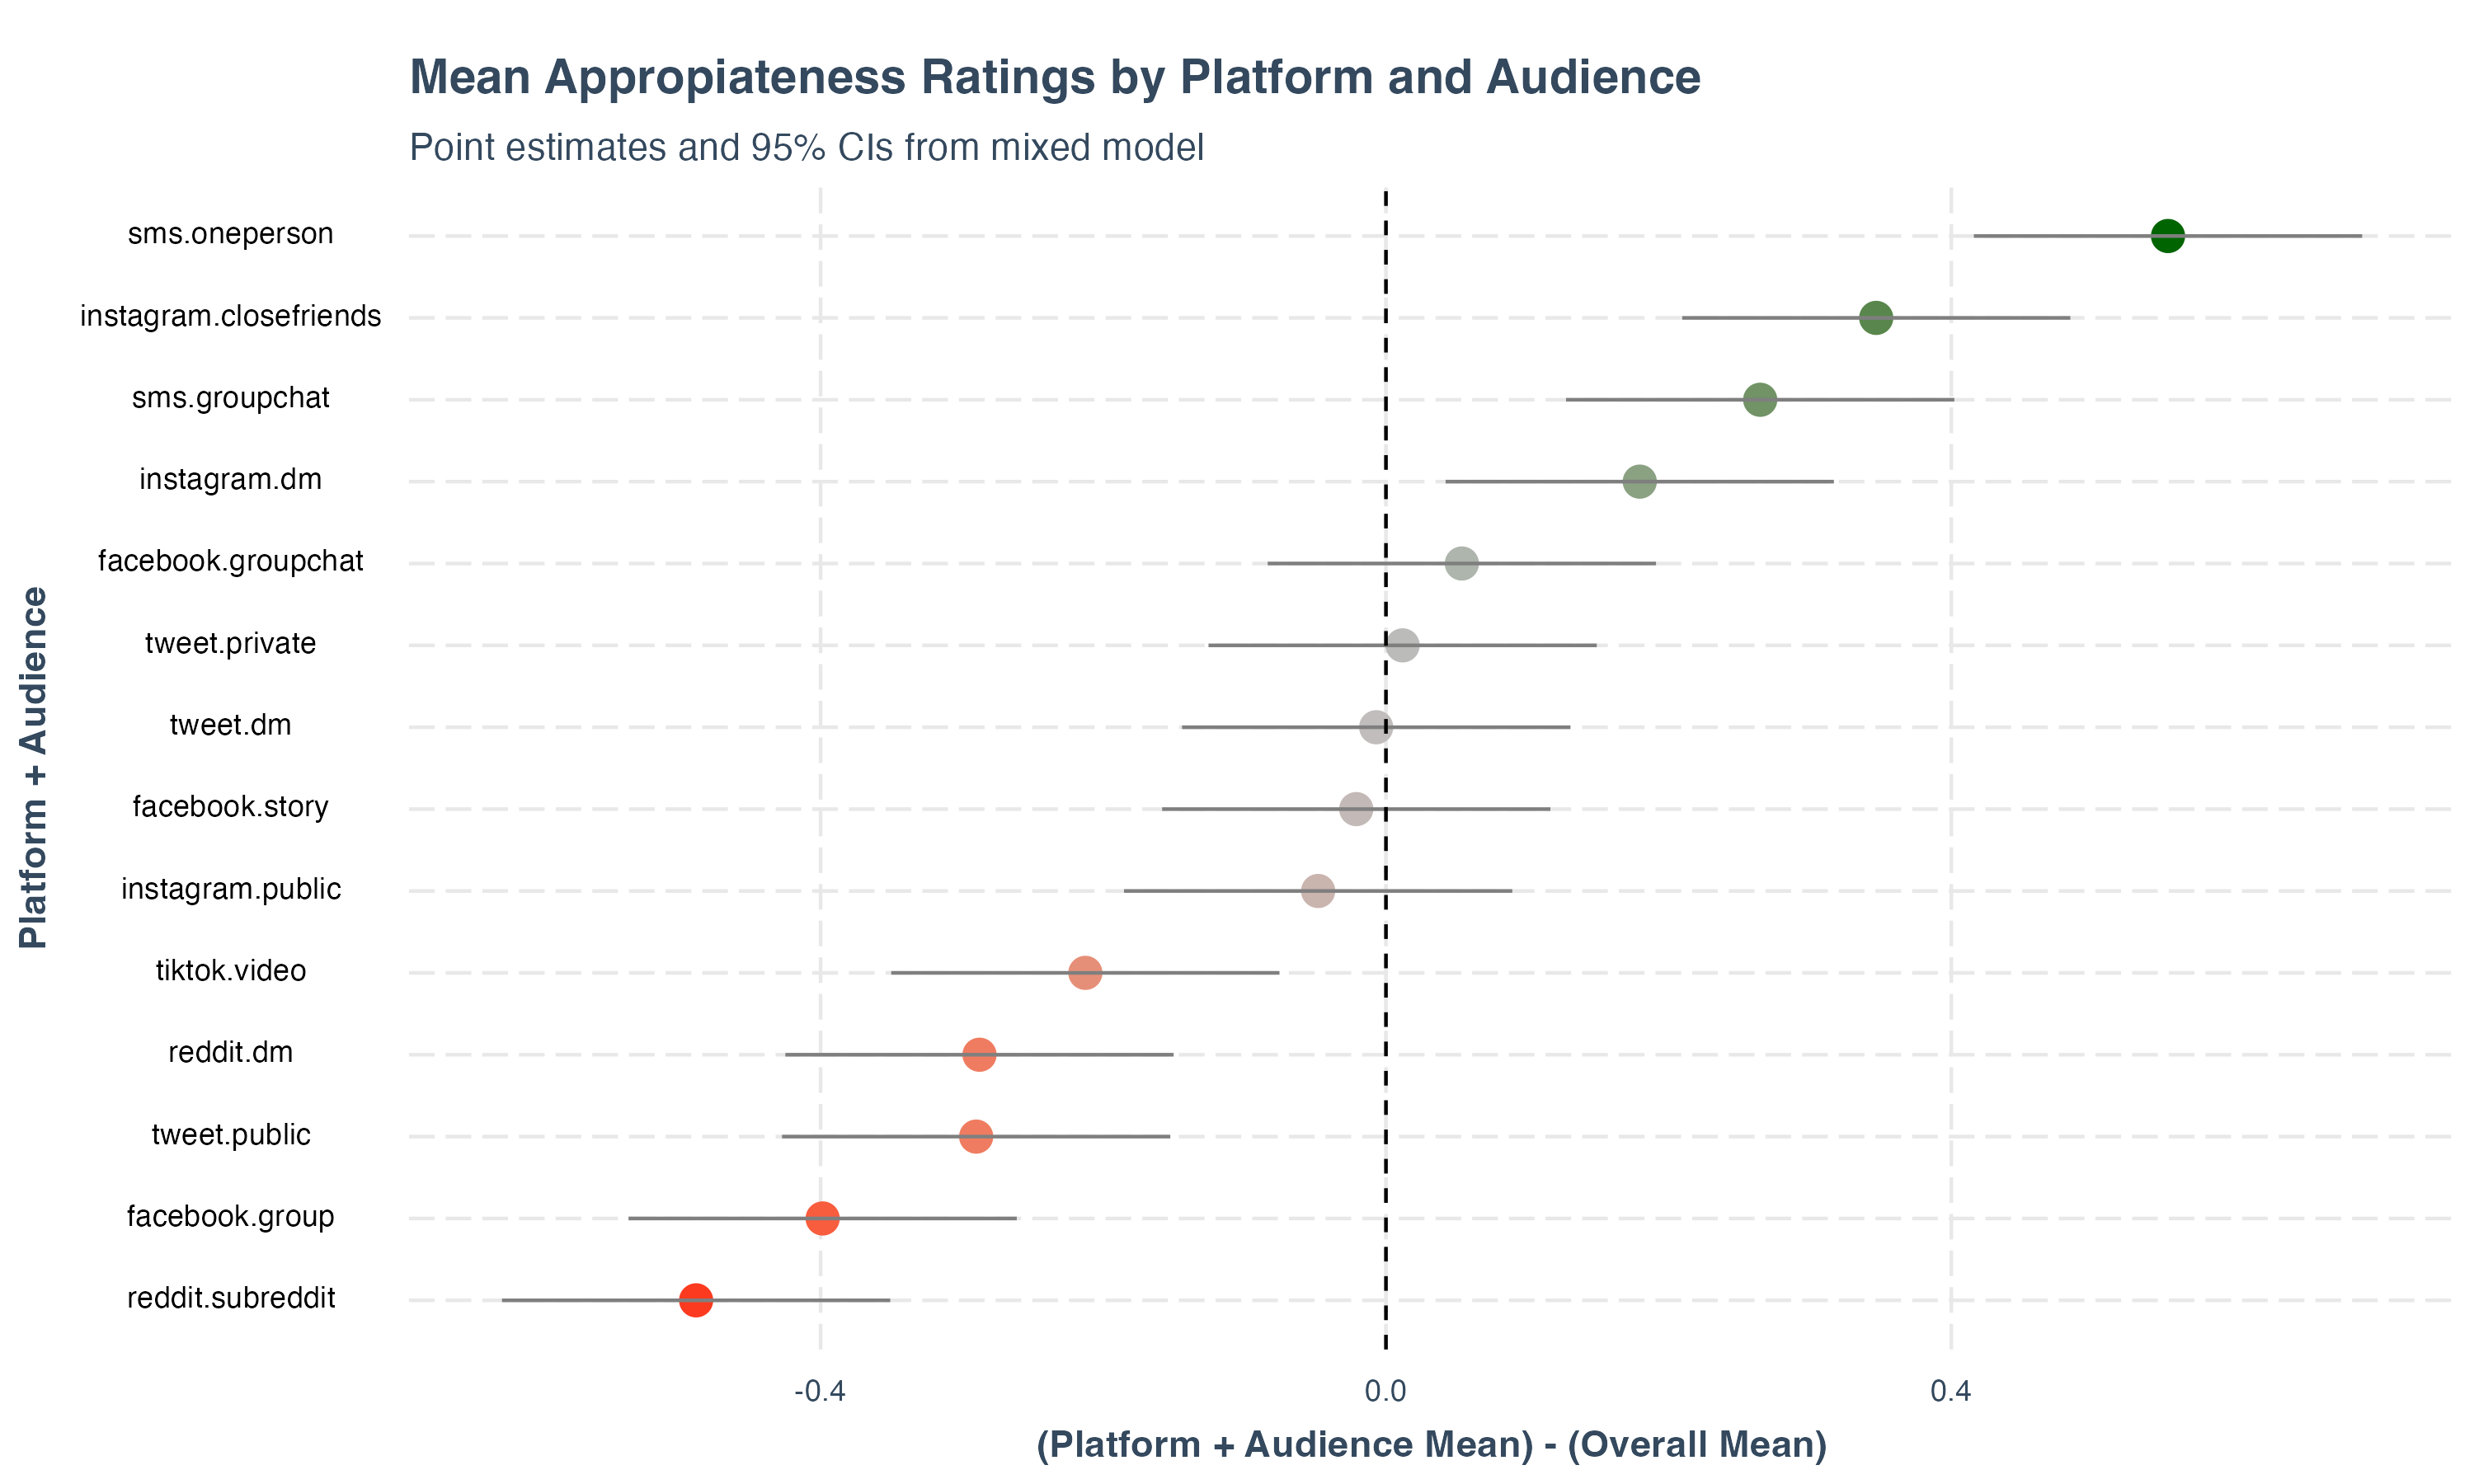 Mean Appropiateness Ratings by Platform and Audience
Point estimates and 95% CIs from mixed model
sms.oneperson
instagram.closefriends
sms.groupchat
instagram.dm
facebook.groupchat
tweet.private
tweet.dm
facebook.story
instagram.public
tiktok.video
reddit.dm
tweet.public
facebook.group
reddit.subreddit
Platform + Audience
-0.4 0.0 0.4
(Platform + Audience Mean) - (Overall Mean)